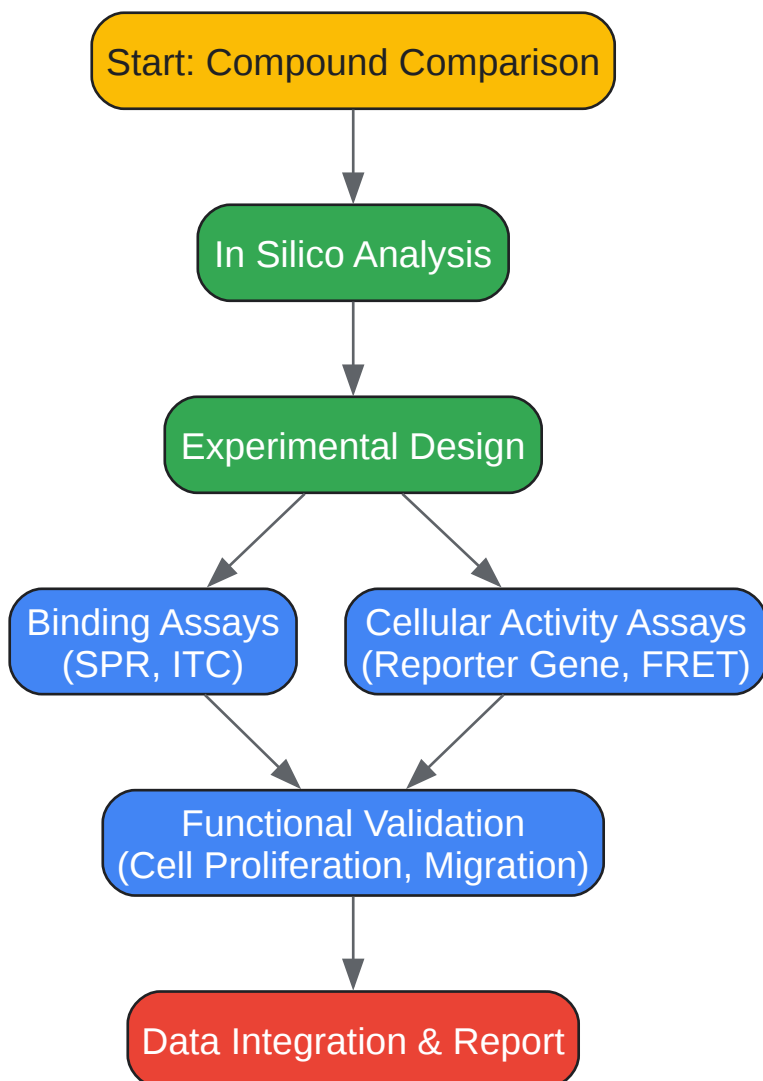 Start: Compound Comparison
In Silico Analysis
Experimental Design
Binding Assays
(SPR, ITC)
Cellular Activity Assays
(Reporter Gene, FRET)
Functional Validation
(Cell Proliferation, Migration)
Data Integration & Report